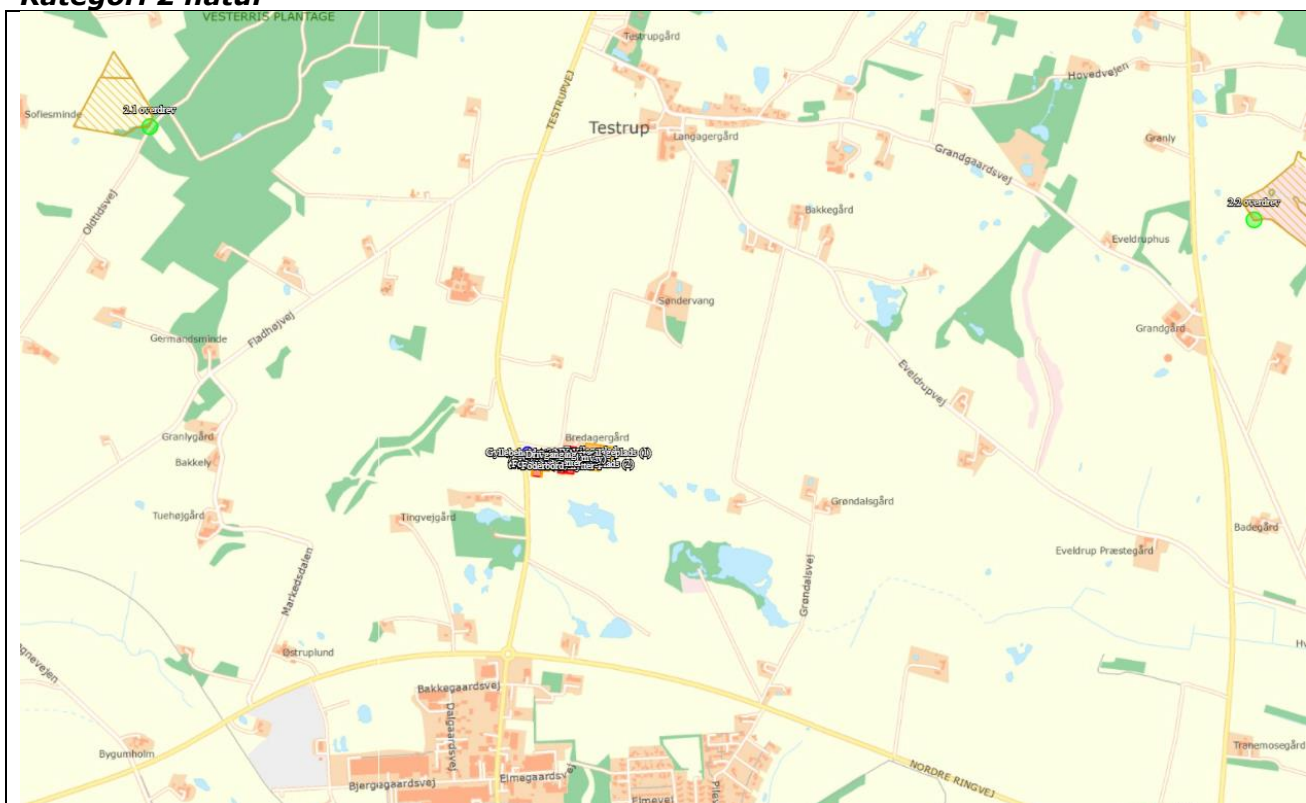 Kategori 2 natur
VESTERRIS PLANTAGE
Testrupgård
TESTRUPVEJ
Hovedvejen
Sofiesminde
2.1 overdrev
Testrup
Langagergård
Granly
Grandgaardsvej
Oldtidsvej
Bakkegård
2.2 overdrev
Eveldruphus
Søndervang
Fladhøjvej
Germandsminde
Grandgård
Eveldrupvej
Granlygård
Bredagergård
Bakkely
Foderbord
Tuehøjgård
Tingvejgård
Grøndalsgård
Badegård
Eveldrup Præstegård
Markedsdalen
Grøndalsvej
Østruplund
Bakkegaardsvej
Dalgaardsvej
Bygumholm
Tranemosegård
NORDRE RINGVEJ
Bjerggaardsvej
Elmegaardsvej
Elmevej